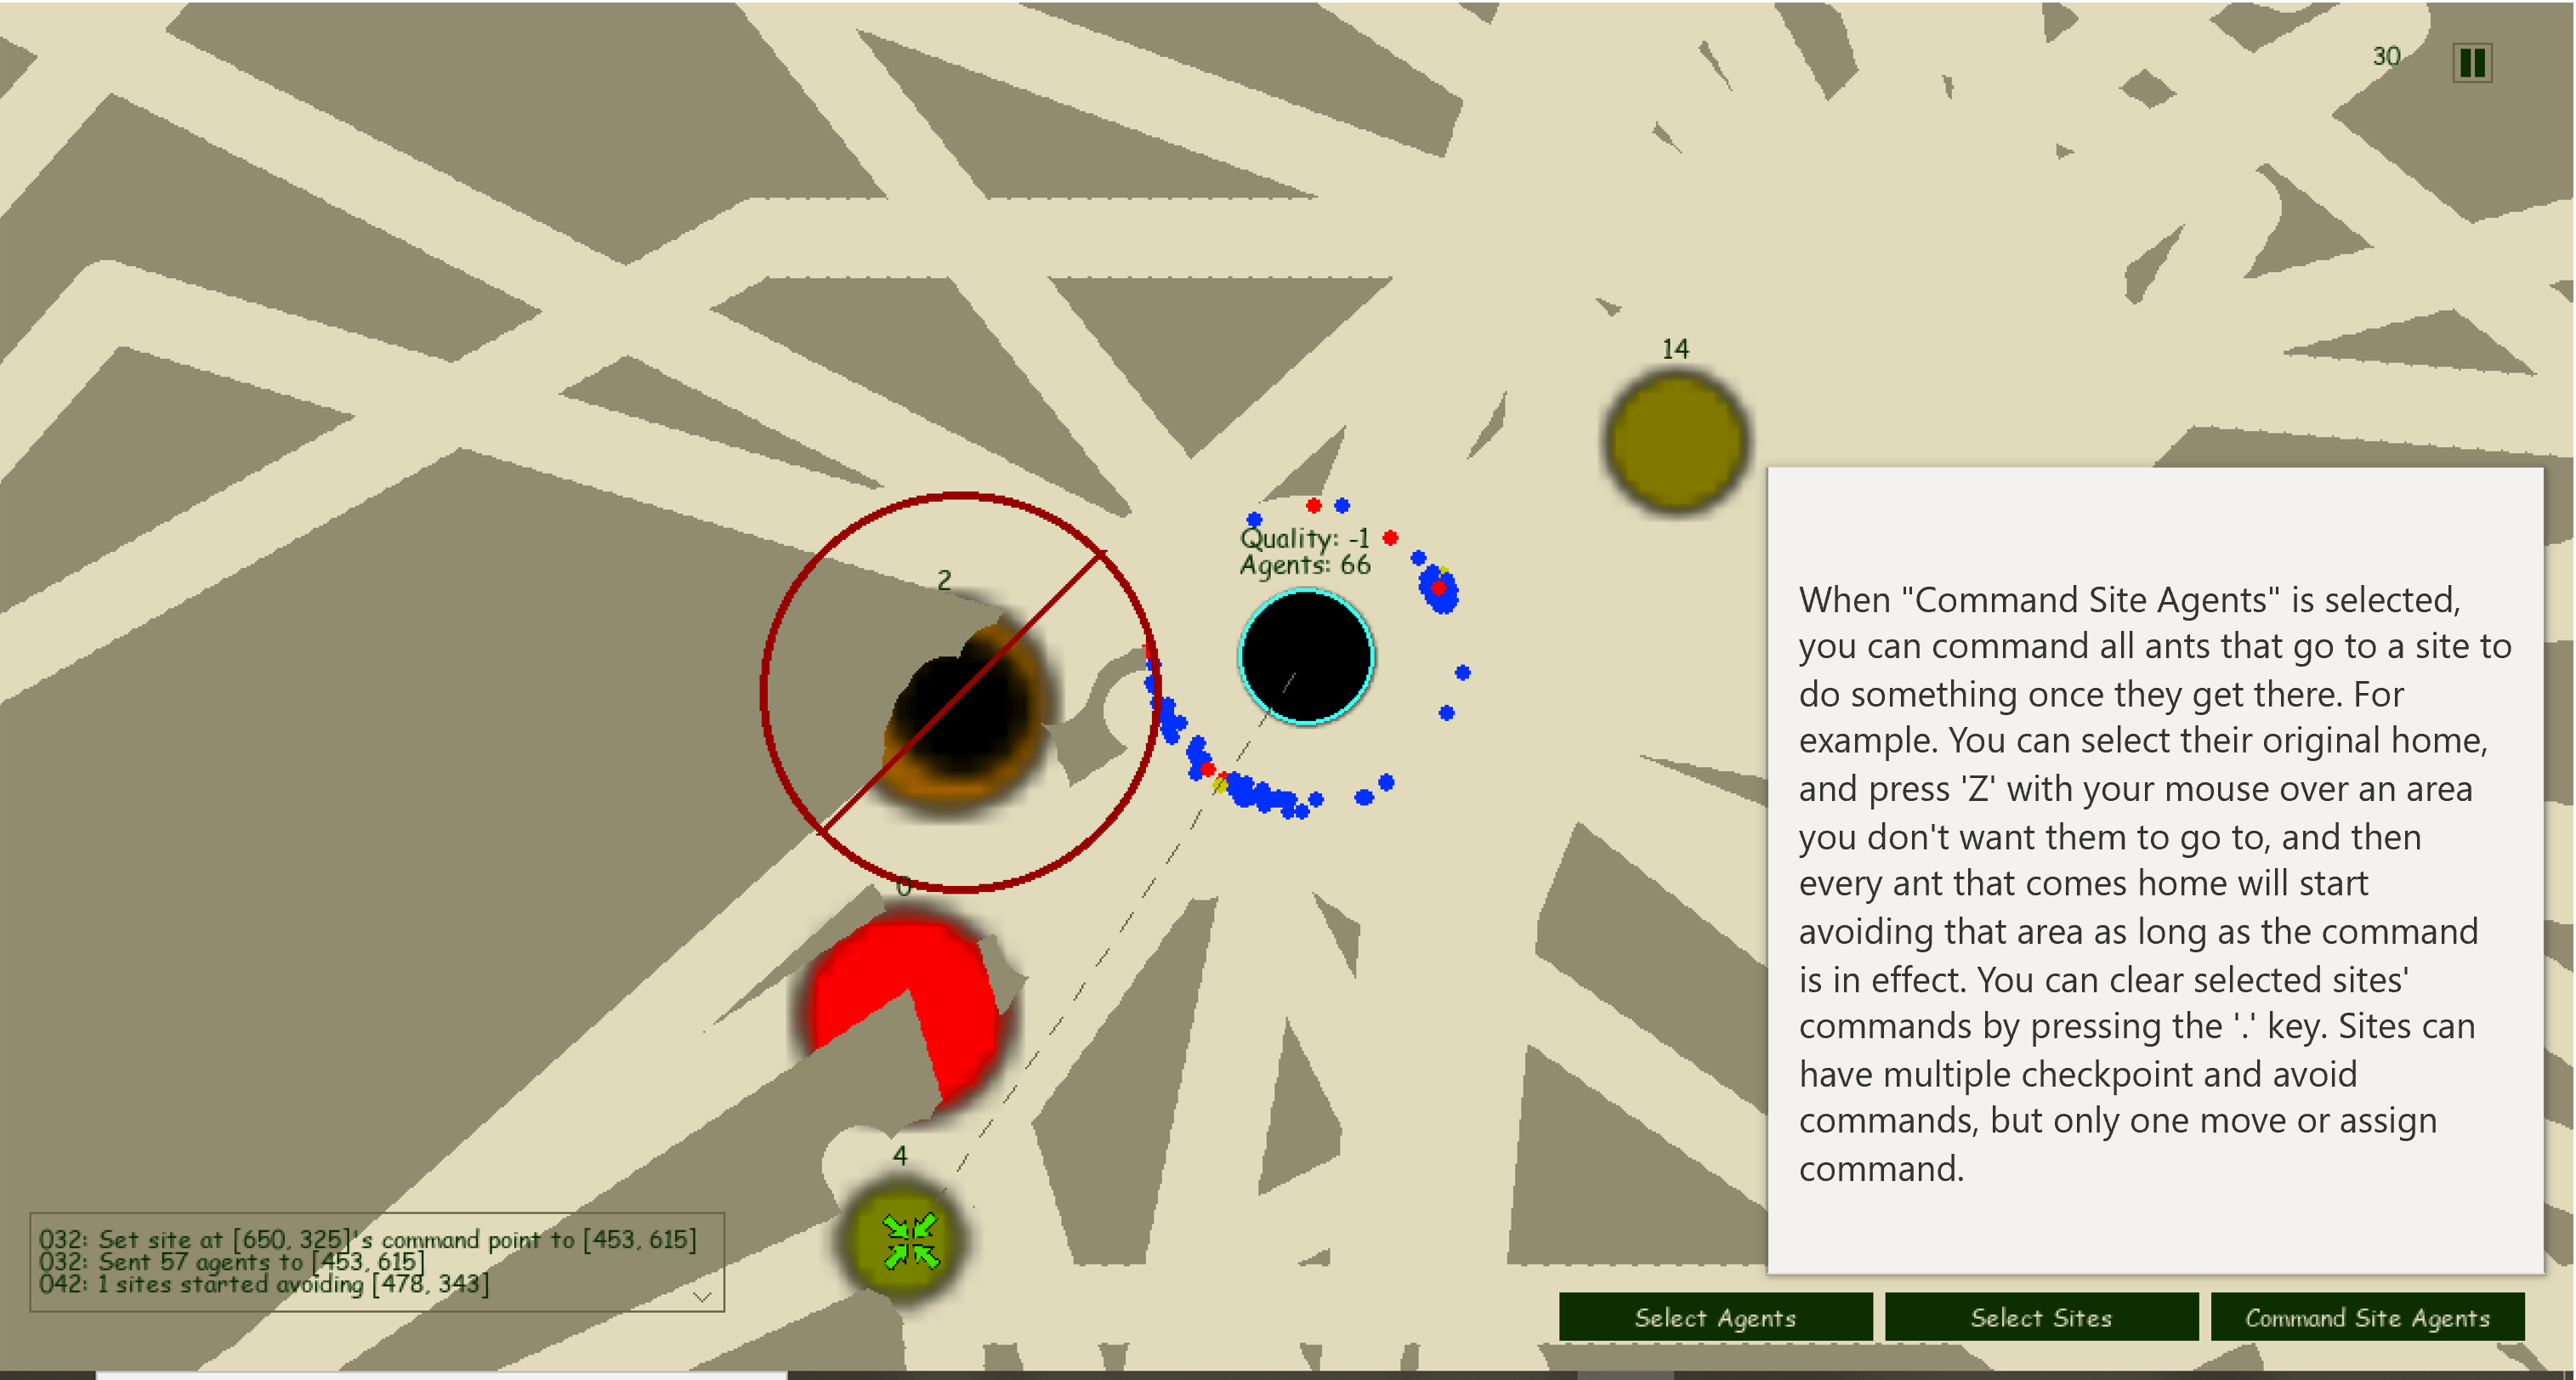 30
14
Quality: -1
Agents: 66
2
When "Command Site Agents" is selected,
you can command all ants that go to a site to
do something once they get there. For
example. You can select their original home,
and press 'Z' with your mouse over an area
you don't want them to go to, and then
every ant that comes home will start
avoiding that area as long as the command
is in effect. You can clear selected sites'
commands by pressing the '.' key. Sites can
have multiple checkpoint and avoid
commands, but only one move or assign
command.
0
4
032: Set site at [650, 325]'s command point to [453, 615]
032: Sent 57 agents to [453, 615]
042: 1 sites started avoiding [478, 343]
Select Agents
Select Sites
Command Site Agents